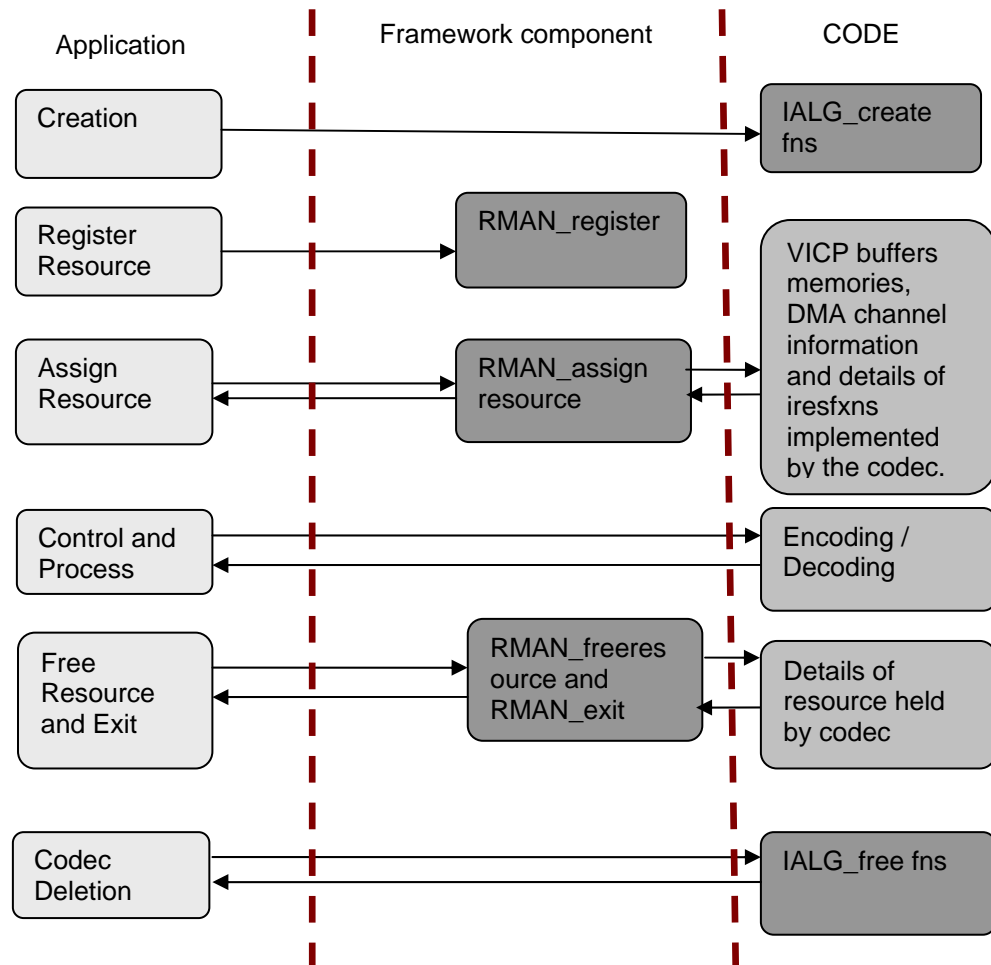 Application
Framework component
CODE
Creation
IALG_create
fns
Register
Resource
RMAN_register
VICP buffers
memories,
DMA channel
information
and details of
iresfxns
implemented
by the codec.
Assign
Resource
RMAN_assign
resource
Control and
Process
Encoding /
Decoding
Free
Resource
and Exit
RMAN_freeres
ource and
RMAN_exit
Details of
resource held
by codec
Codec
Deletion
IALG_free fns